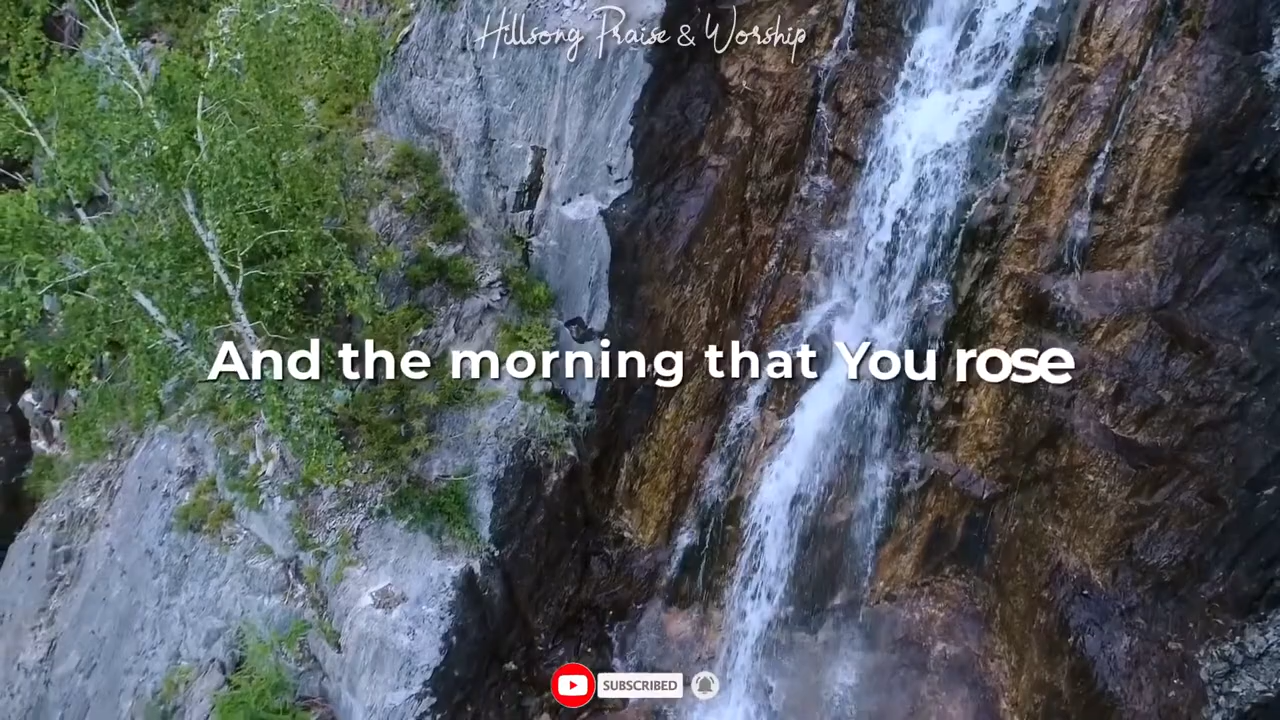 Hillsong Praise & Worship
And the morning that You rose
SUBSCRIBED